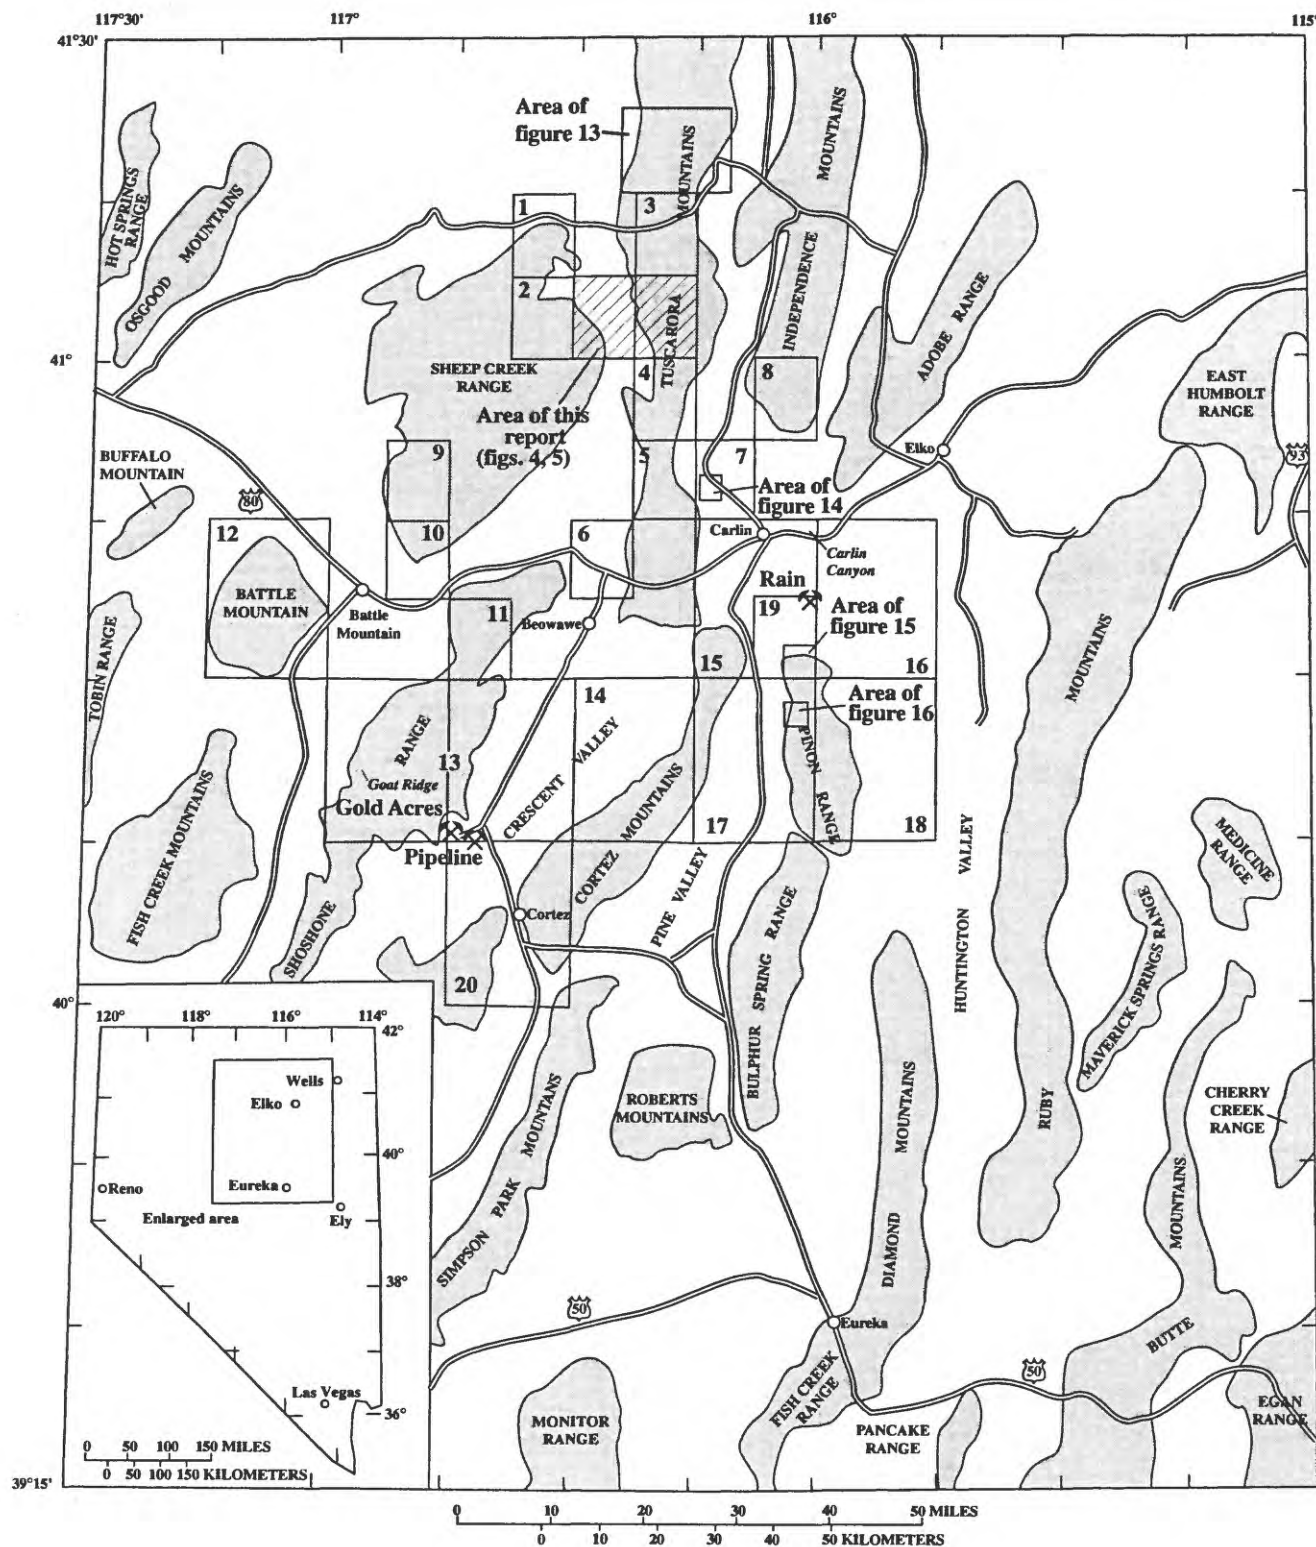 117°30'
117°
116°
115°
41°30'
Area of
figure 13
MOUNTAINS
MOUNTAINS
HOT SPRINGS
RANGE
OSGOOD MOUNTAINS
1
3
2
INDEPENDENCE
TUSCARORA
ADOBE RANGE
41°
SHEEP CREEK
RANGE
4
8
EAST
HUMBOLT
RANGE
Area of this
report
(figs. 4, 5)
BUFFALO
MOUNTAIN
9
5
7
Elko
93
80
Area of
figure 14
12
10
6
Carlin
Carlin
Canyon
BATTLE
MOUNTAIN
Battle
Mountain
11
Beowawe
Rain
19
Area of
figure 15
TOBIN RANGE
15
16
14
Area of
figure 16
MOUNTAINS
RANGE
CRESCENT VALLEY
PINON RANGE
Goat Ridge
13
Gold Acres
Pipeline
CORTEZ MOUNTAINS
17
18
FISH CREEK MOUNTAINS
MEDICINE
RANGE
SHOSHONE
Cortez
PINE VALLEY
HUNTINGTON VALLEY
20
BULPHUR SPRING RANGE
MAVERICK SPRINGS RANGE
40°
120°
118°
116°
114°
42°
Wells
Elko
ROBERTS
MOUNTAINS
MOUNTAINS
RUBY
CHERRY
CREEK
RANGE
40°
Reno
Eureka
Enlarged area
Ely
SIMPSON PARK MOUNTANS
DIAMOND
MOUNTAINS
38°
50
Eureka
BUTTE
Las Vegas
36°
FISH CREEK
RANGE
50
MONITOR
RANGE
PANCAKE
RANGE
EGAN
RANGE
0 50 100 150 MILES
0 50 100 150 KILOMETERS
39°15'
0 10 20 30 40 50 MILES
0 10 20 30 40 50 KILOMETERS